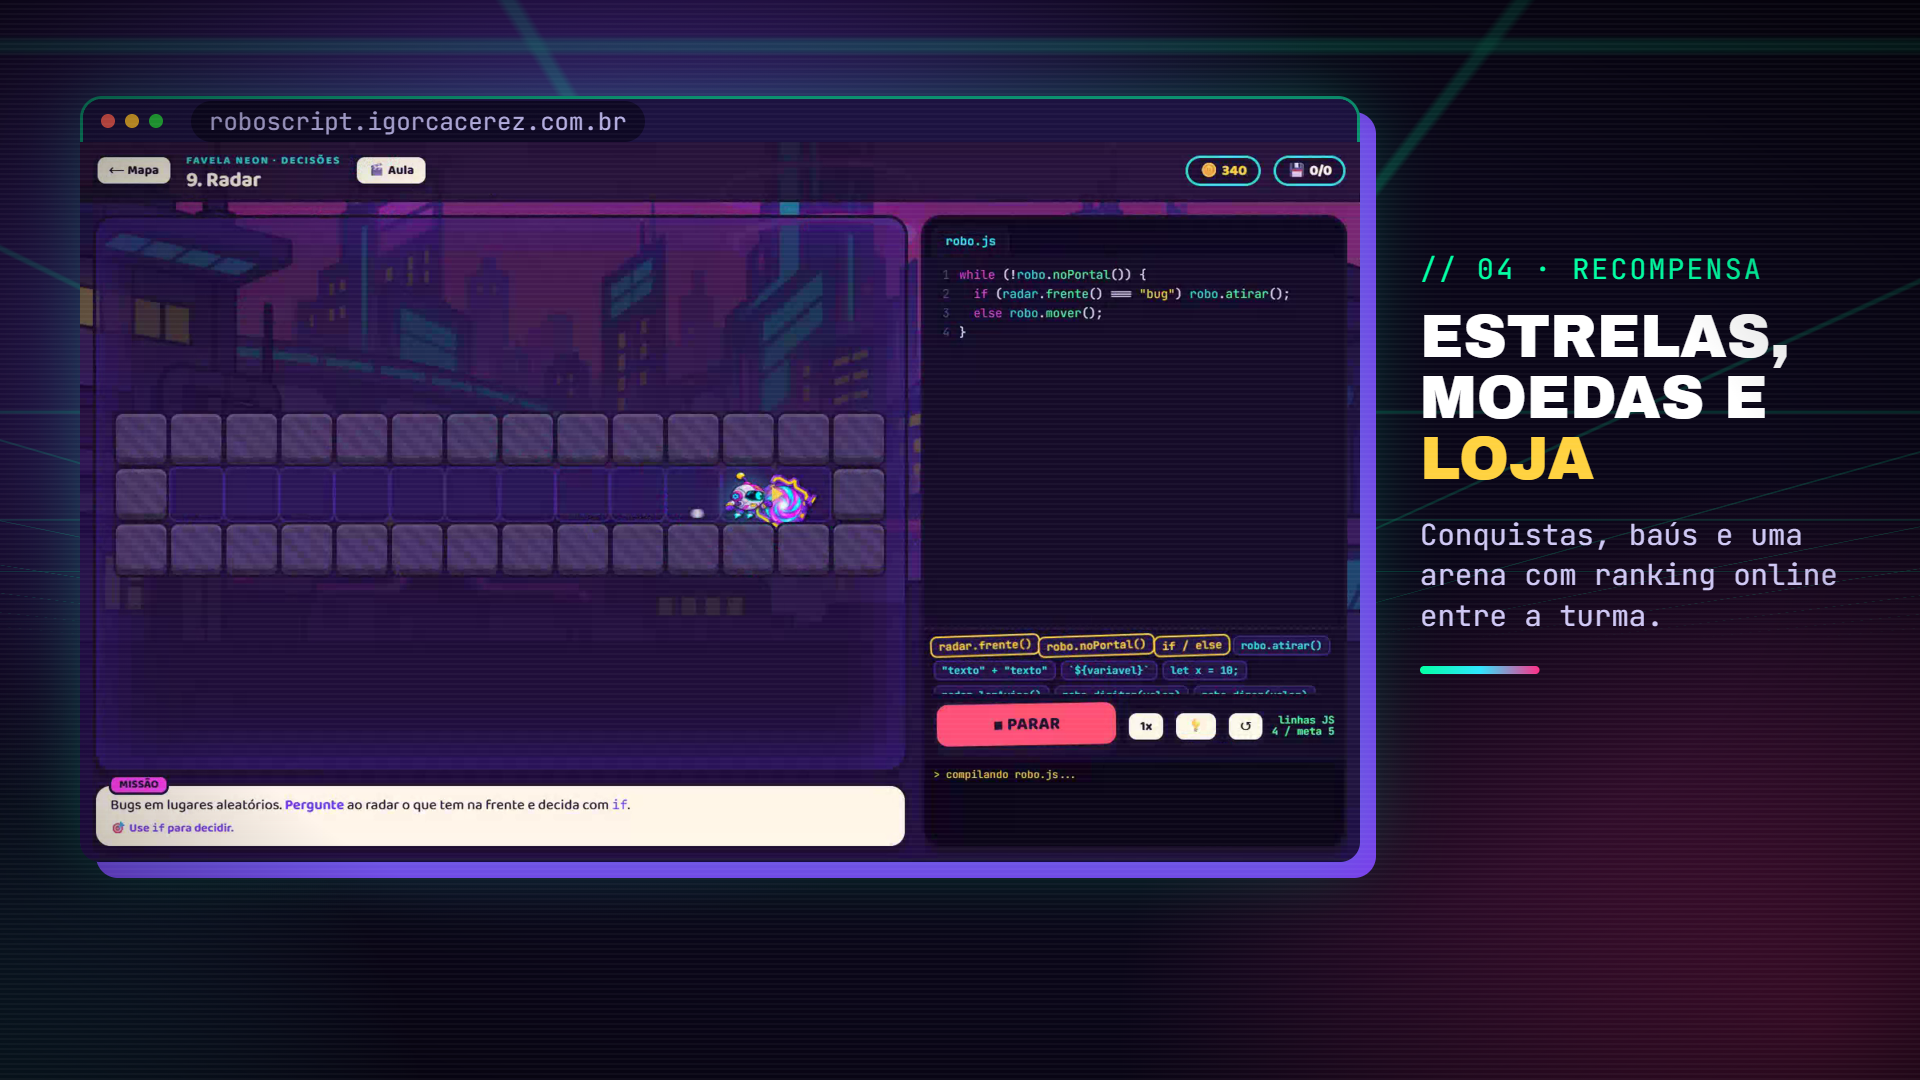 roboscript.igorcacerez.com.br
← Mapa
FAVELA NEON · DECISÕES
9. Radar
Aula
340
0/0
robo.js
1 while (!robo.noPortal()) {
2 if (radar.frente() === "bug") robo.atirar();
3 else robo.mover();
4 }
radar.frente() robo.noPortal() if / else robo.atirar()
"texto" + "texto" `${variavel}` let x = 10;
■ PARAR
1x
↺
linhas JS
4 / meta 5
> compilando robo.js...
MISSÃO
Bugs em lugares aleatórios. Pergunte ao radar o que tem na frente e decida com if.
Use if para decidir.
// 04 · RECOMPENSA
ESTRELAS,
MOEDAS E
LOJA
Conquistas, baús e uma
arena com ranking online
entre a turma.